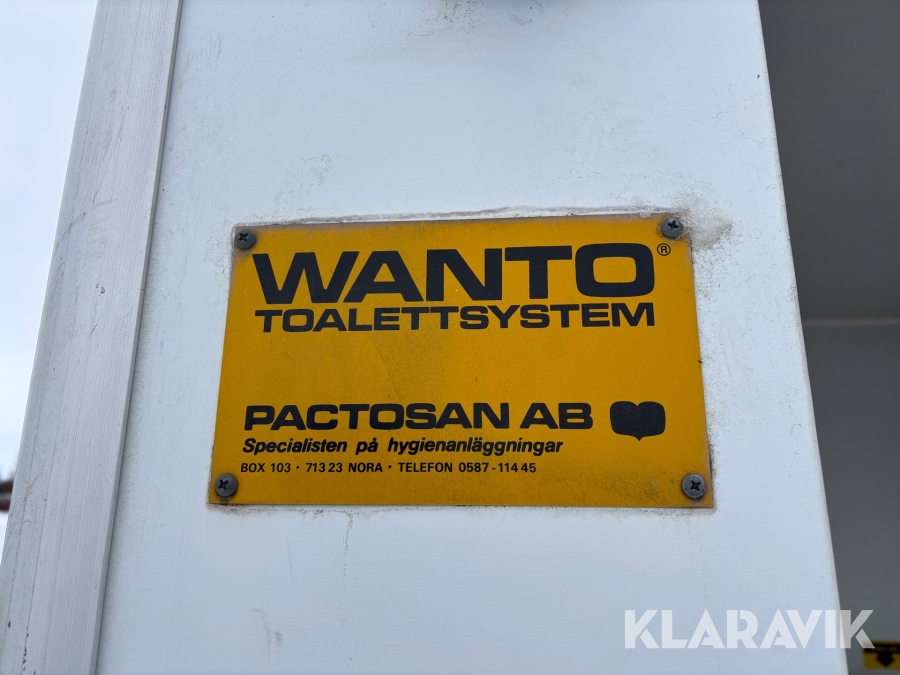 WANTO®
TOALETTSYSTEM
PACTOSAN AB
Specialisten på hygienanläggningar
BOX 103 · 713 23 NORA · TELEFON 0587-114 45
KLARAVIK